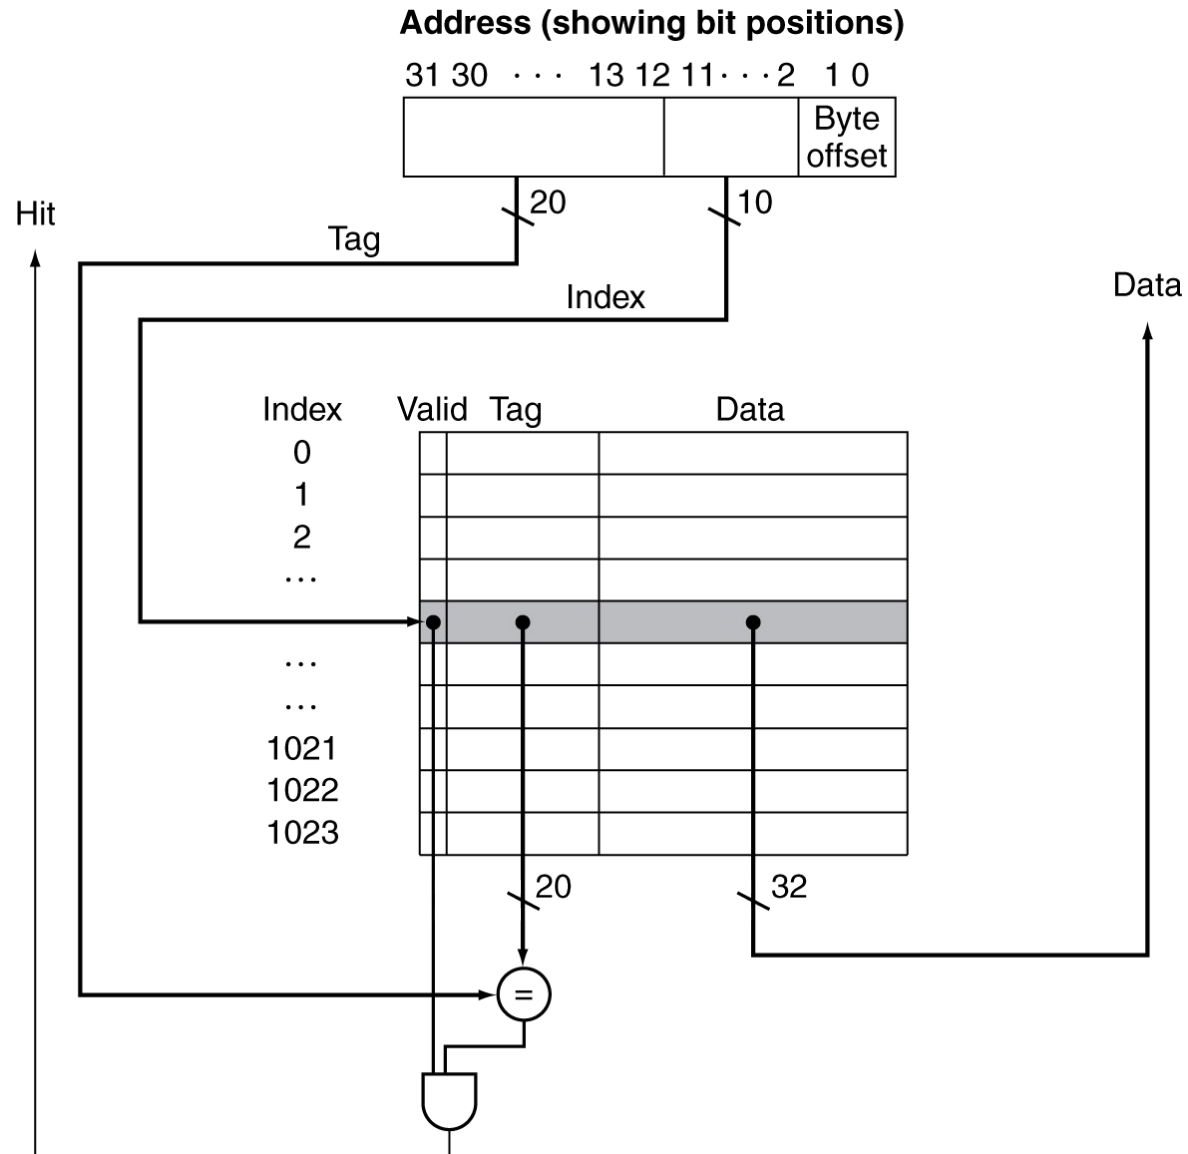 Address (showing bit positions)
31 30 ··· 13 12 11 ··· 2 1 0
Byte
offset
20
10
Hit
Tag
Index
Data
Index Valid Tag Data
0
1
2
···
···
···
1021
1022
1023
20
32
=